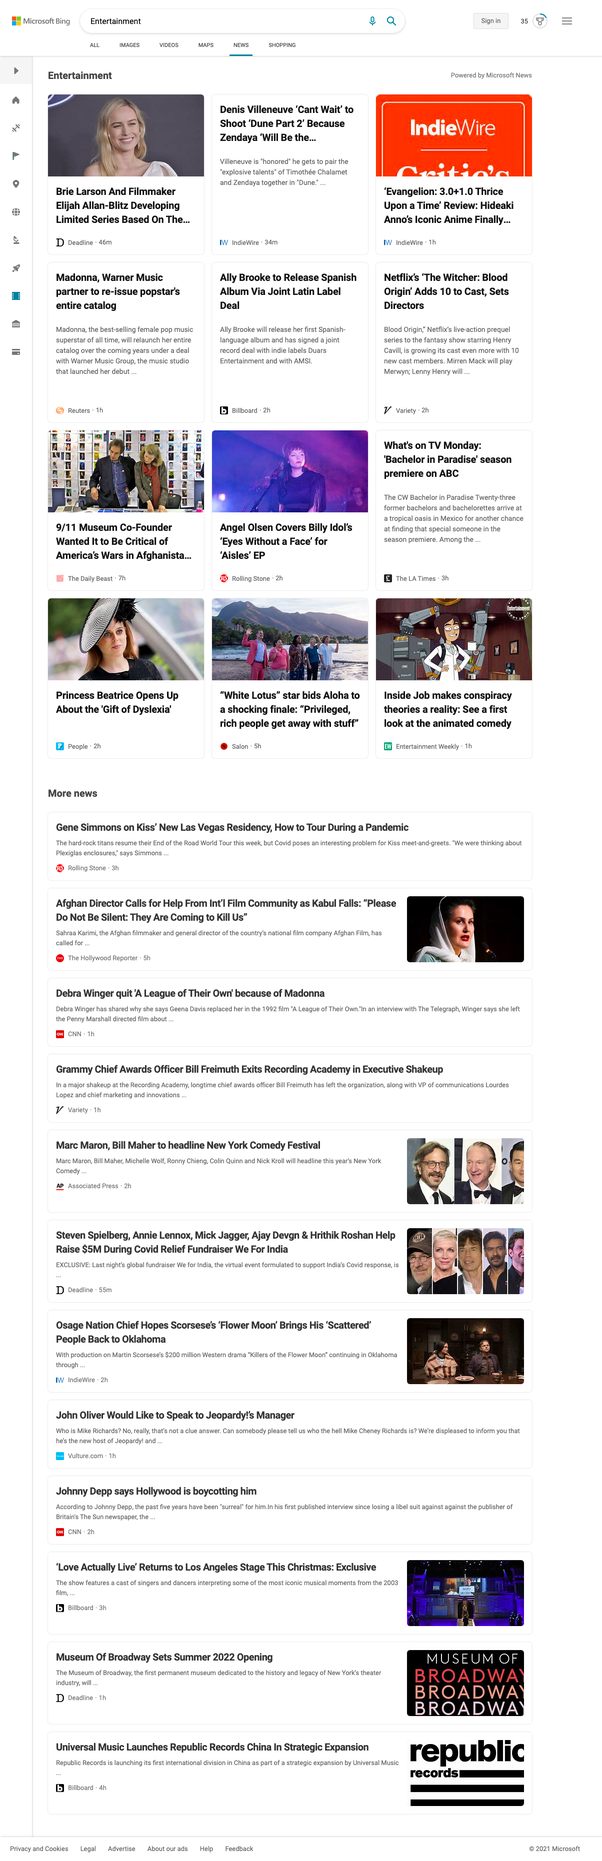 Microsoft Bing
Entertainment
Sign in
35
ALL
IMAGES
VIDEOS
MAPS
NEWS
SHOPPING
Entertainment
Powered by Microsoft News
Brie Larson And Filmmaker
Elijah Allan-Blitz Developing
Limited Series Based On The...
Deadline · 46m
Denis Villeneuve ‘Cant Wait’ to
Shoot ‘Dune Part 2’ Because
Zendaya ‘Will Be the...
Villeneuve is "honored" he gets to pair the
"explosive talents" of Timothée Chalamet
and Zendaya together in "Dune." ...
IW IndieWire · 34m
IndieWire
Critic's
‘Evangelion: 3.0+1.0 Thrice
Upon a Time’ Review: Hideaki
Anno’s Iconic Anime Finally...
IW IndieWire · 1h
Madonna, Warner Music
partner to re-issue popstar's
entire catalog
Madonna, the best-selling female pop music
superstar of all time, will relaunch her entire
catalog over the coming years under a deal
with Warner Music Group, the music studio
that launched her debut ...
Reuters · 1h
Ally Brooke to Release Spanish
Album Via Joint Latin Label
Deal
Ally Brooke will release her first Spanish-
language album and has signed a joint
record deal with indie labels Duars
Entertainment and with AMSI.
Billboard · 2h
Netflix’s ‘The Witcher: Blood
Origin’ Adds 10 to Cast, Sets
Directors
Blood Origin,” Netflix’s live-action prequel
series to the fantasy show starring Henry
Cavill, is growing its cast even more with 10
new cast members. Mirren Mack will play
Merwyn; Lenny Henry will ...
Variety · 2h
9/11 Museum Co-Founder
Wanted It to Be Critical of
America’s Wars in Afghanista...
The Daily Beast · 7h
Angel Olsen Covers Billy Idol’s
‘Eyes Without a Face’ for
‘Aisles’ EP
Rolling Stone · 2h
What's on TV Monday:
'Bachelor in Paradise' season
premiere on ABC
The CW Bachelor in Paradise Twenty-three
former bachelors and bachelorettes arrive at
a tropical oasis in Mexico for another chance
at finding that special someone in the
season premiere. Among the ...
The LA Times · 3h
Princess Beatrice Opens Up
About the 'Gift of Dyslexia'
People · 2h
“White Lotus” star bids Aloha to
a shocking finale: “Privileged,
rich people get away with stuff”
Salon · 5h
Entertainment
Inside Job makes conspiracy
theories a reality: See a first
look at the animated comedy
EW Entertainment Weekly · 1h
More news
Gene Simmons on Kiss’ New Las Vegas Residency, How to Tour During a Pandemic
The hard-rock titans resume their End of the Road World Tour this week, but Covid poses an interesting problem for Kiss meet-and-greets. “We were thinking about
Plexiglas enclosures,” says Simmons ...
Rolling Stone · 3h
Afghan Director Calls for Help From Int’l Film Community as Kabul Falls: “Please
Do Not Be Silent: They Are Coming to Kill Us”
Sahraa Karimi, the Afghan filmmaker and general director of the country’s national film company Afghan Film, has
called for ...
The Hollywood Reporter · 5h
Debra Winger quit 'A League of Their Own' because of Madonna
Debra Winger has shared why she says Geena Davis replaced her in the 1992 film "A League of Their Own."In an interview with The Telegraph, Winger says she left
the Penny Marshall directed film about ...
CNN CNN · 1h
Grammy Chief Awards Officer Bill Freimuth Exits Recording Academy in Executive Shakeup
In a major shakeup at the Recording Academy, longtime chief awards officer Bill Freimuth has left the organization, along with VP of communications Lourdes
Lopez and chief marketing and innovations ...
Variety · 1h
Marc Maron, Bill Maher to headline New York Comedy Festival
Marc Maron, Bill Maher, Michelle Wolf, Ronny Chieng, Colin Quinn and Nick Kroll will headline this year’s New York
Comedy ...
AP Associated Press · 2h
Steven Spielberg, Annie Lennox, Mick Jagger, Ajay Devgn & Hrithik Roshan Help
Raise $5M During Covid Relief Fundraiser We For India
EXCLUSIVE: Last night’s global fundraiser We for India, the virtual event formulated to support India’s Covid response, is
...
Deadline · 55m
Osage Nation Chief Hopes Scorsese’s ‘Flower Moon’ Brings His ‘Scattered’
People Back to Oklahoma
With production on Martin Scorsese’s $200 million Western drama “Killers of the Flower Moon” continuing in Oklahoma
through ...
IW IndieWire · 2h
John Oliver Would Like to Speak to Jeopardy!’s Manager
Who is Mike Richards? No, really, that’s not a clue answer. Can somebody please tell us who the hell Mike Cheney Richards is? We’re displeased to inform you that
he’s the new host of Jeopardy! and ...
Vulture.com · 1h
Johnny Depp says Hollywood is boycotting him
According to Johnny Depp, the past five years have been "surreal" for him.In his first published interview since losing a libel suit against against the publisher of
Britain's The Sun newspaper, the ...
CNN CNN · 2h
‘Love Actually Live’ Returns to Los Angeles Stage This Christmas: Exclusive
The show features a cast of singers and dancers interpreting some of the most iconic musical moments from the 2003
film, ...
Billboard · 3h
Museum Of Broadway Sets Summer 2022 Opening
The Museum of Broadway, the first permanent museum dedicated to the history and legacy of New York’s theater
industry, will ...
Deadline · 1h
MUSEUM OF
BROADWAY
BROADWAY
BROADWAY
Universal Music Launches Republic Records China In Strategic Expansion
Republic Records is launching its first international division in China as part of a strategic expansion by Universal Music
...
Billboard · 4h
republic
records
Privacy and Cookies
Legal
Advertise
About our ads
Help
Feedback
© 2021 Microsoft